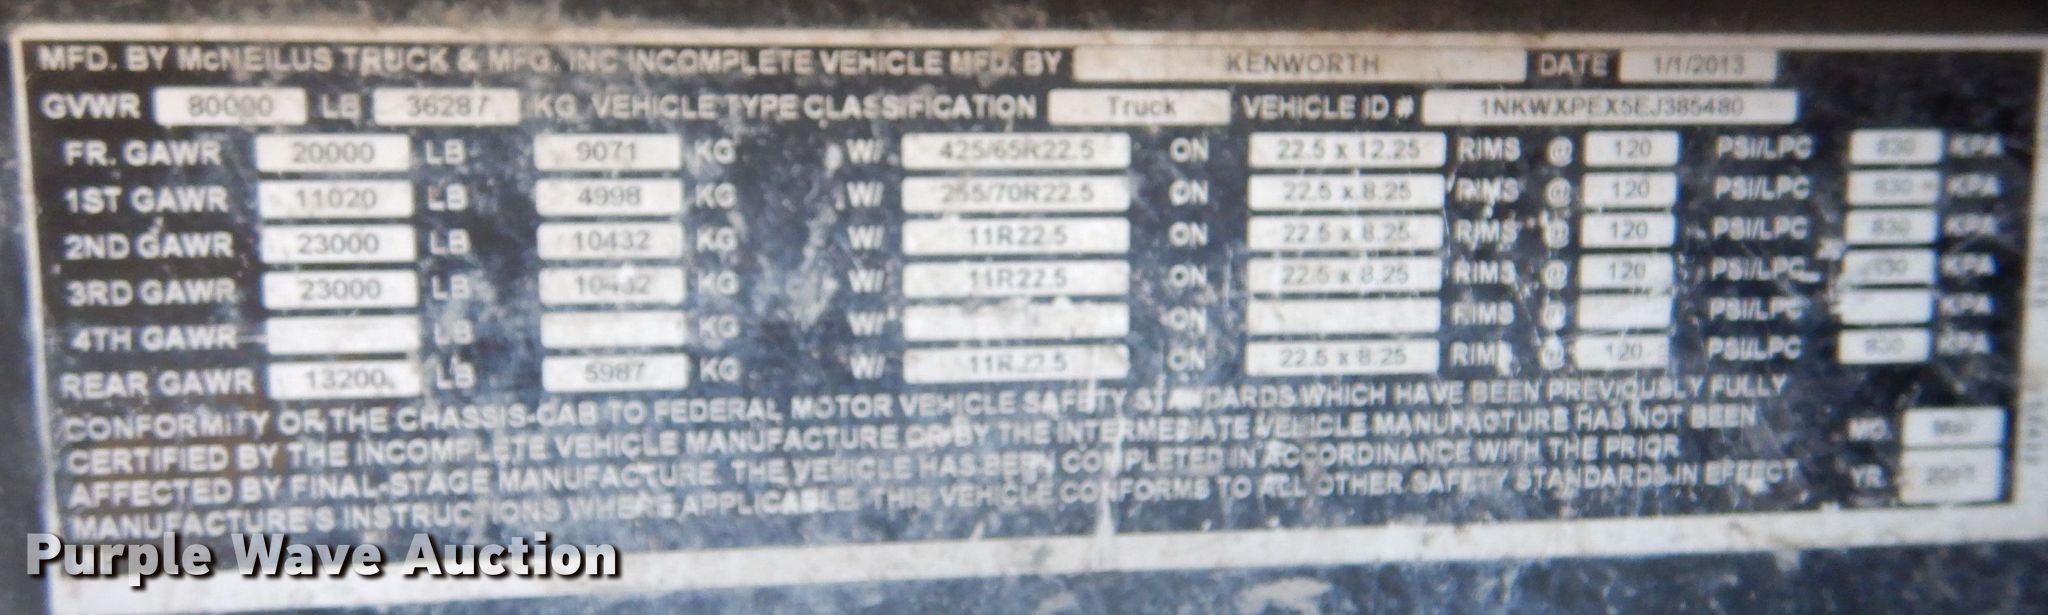 MFD. BY McNEILUS TRUCK & MFG. INC INCOMPLETE VEHICLE MFD. BY KENWORTH DATE 1/1/2013
GVWR 80000 LB 36287 KG VEHICLE TYPE CLASSIFICATION Truck VEHICLE ID # 1NKWXPEX5EJ385480
FR. GAWR 20000 LB 9071 KG W/ 425/65R22.5 ON 22.5 x 12.25 RIMS @ 120 PSI/LPC 830 KPA
1ST GAWR 11020 LB 4998 KG W/ 255/70R22.5 ON 22.5 x 8.25 RIMS @ 120 PSI/LPC 830 KPA
2ND GAWR 23000 LB 10432 KG W/ 11R22.5 ON 22.5 x 8.25 RIMS @ 120 PSI/LPC 830 KPA
3RD GAWR 23000 LB 10432 KG W/ 11R22.5 ON 22.5 x 8.25 RIMS @ 120 PSI/LPC 830 KPA
4TH GAWR LB KG W/ ON RIMS @ PSI/LPC KPA
REAR GAWR 13200 LB 5987 KG W/ 11R22.5 ON 22.5 x 8.25 RIMS @ 120 PSI/LPC 830 KPA
CONFORMITY OF THE CHASSIS-CAB TO FEDERAL MOTOR VEHICLE SAFETY STANDARDS WHICH HAVE BEEN PREVIOUSLY FULLY
CERTIFIED BY THE INCOMPLETE VEHICLE MANUFACTURE OR BY THE INTERMEDIATE VEHICLE MANUFACTURE HAS NOT BEEN
AFFECTED BY FINAL-STAGE MANUFACTURE. THE VEHICLE HAS BEEN COMPLETED IN ACCORDINANCE WITH THE PRIOR
MANUFACTURE'S INSTRUCTIONS WHERE APPLICABLE. THIS VEHICLE CONFORMS TO ALL OTHER SAFETY STANDARDS IN EFFECT
MO.
YR.
Purple Wave Auction